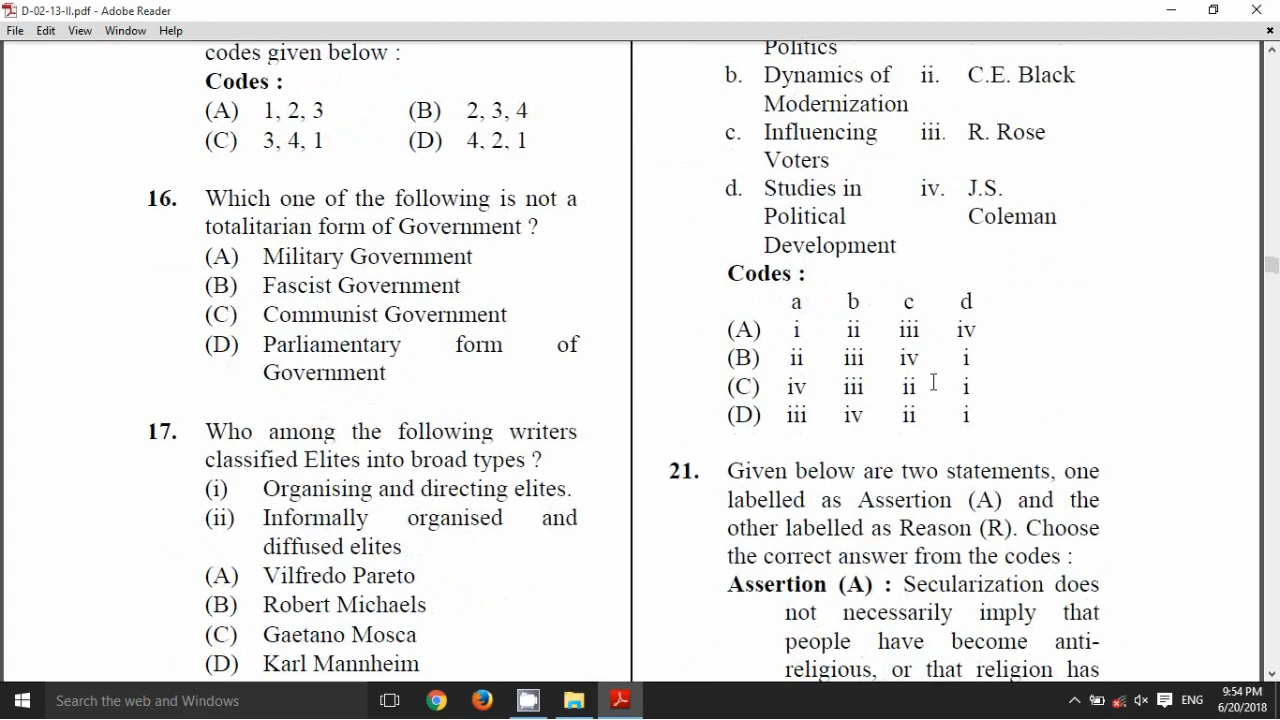 D-02-13-II.pdf - Adobe Reader
File Edit View Window Help
codes given below :
Codes :
(A) 1, 2, 3 (B) 2, 3, 4
(C) 3, 4, 1 (D) 4, 2, 1
16. Which one of the following is not a
totalitarian form of Government ?
(A) Military Government
(B) Fascist Government
(C) Communist Government
(D) Parliamentary form of
Government
17. Who among the following writers
classified Elites into broad types ?
(i) Organising and directing elites.
(ii) Informally organised and
diffused elites
(A) Vilfredo Pareto
(B) Robert Michaels
(C) Gaetano Mosca
(D) Karl Mannheim
Politics
b. Dynamics of ii. C.E. Black
Modernization
c. Influencing iii. R. Rose
Voters
d. Studies in iv. J.S.
Political Coleman
Development
Codes :
a b c d
(A) i ii iii iv
(B) ii iii iv i
(C) iv iii ii i
(D) iii iv ii i
21. Given below are two statements, one
labelled as Assertion (A) and the
other labelled as Reason (R). Choose
the correct answer from the codes :
Assertion (A) : Secularization does
not necessarily imply that
people have become anti-
religious, or that religion has
Search the web and Windows
ENG
9:54 PM
6/20/2018